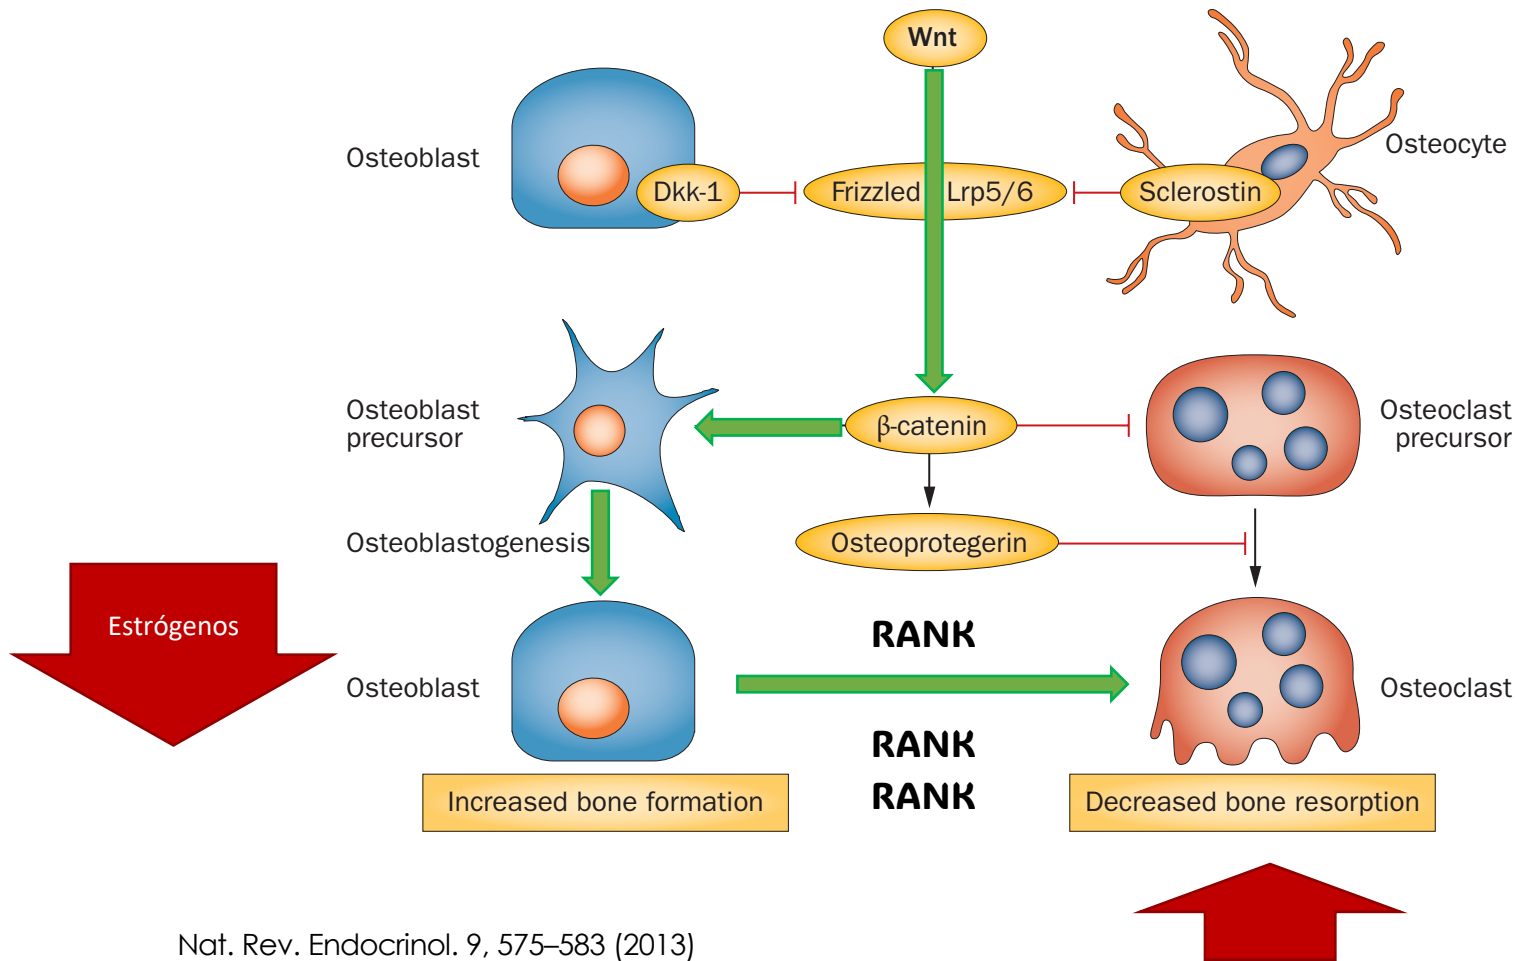 Wnt
Osteoblast
Dkk-1
Frizzled
Lrp5/6
Sclerostin
Osteocyte
Osteoblast
precursor
β-catenin
Osteoclast
precursor
Osteoblastogenesis
Osteoprotegerin
Estrógenos
RANK
Osteoblast
Osteoclast
RANK
RANK
Increased bone formation
Decreased bone resorption
Nat. Rev. Endocrinol. 9, 575–583 (2013)